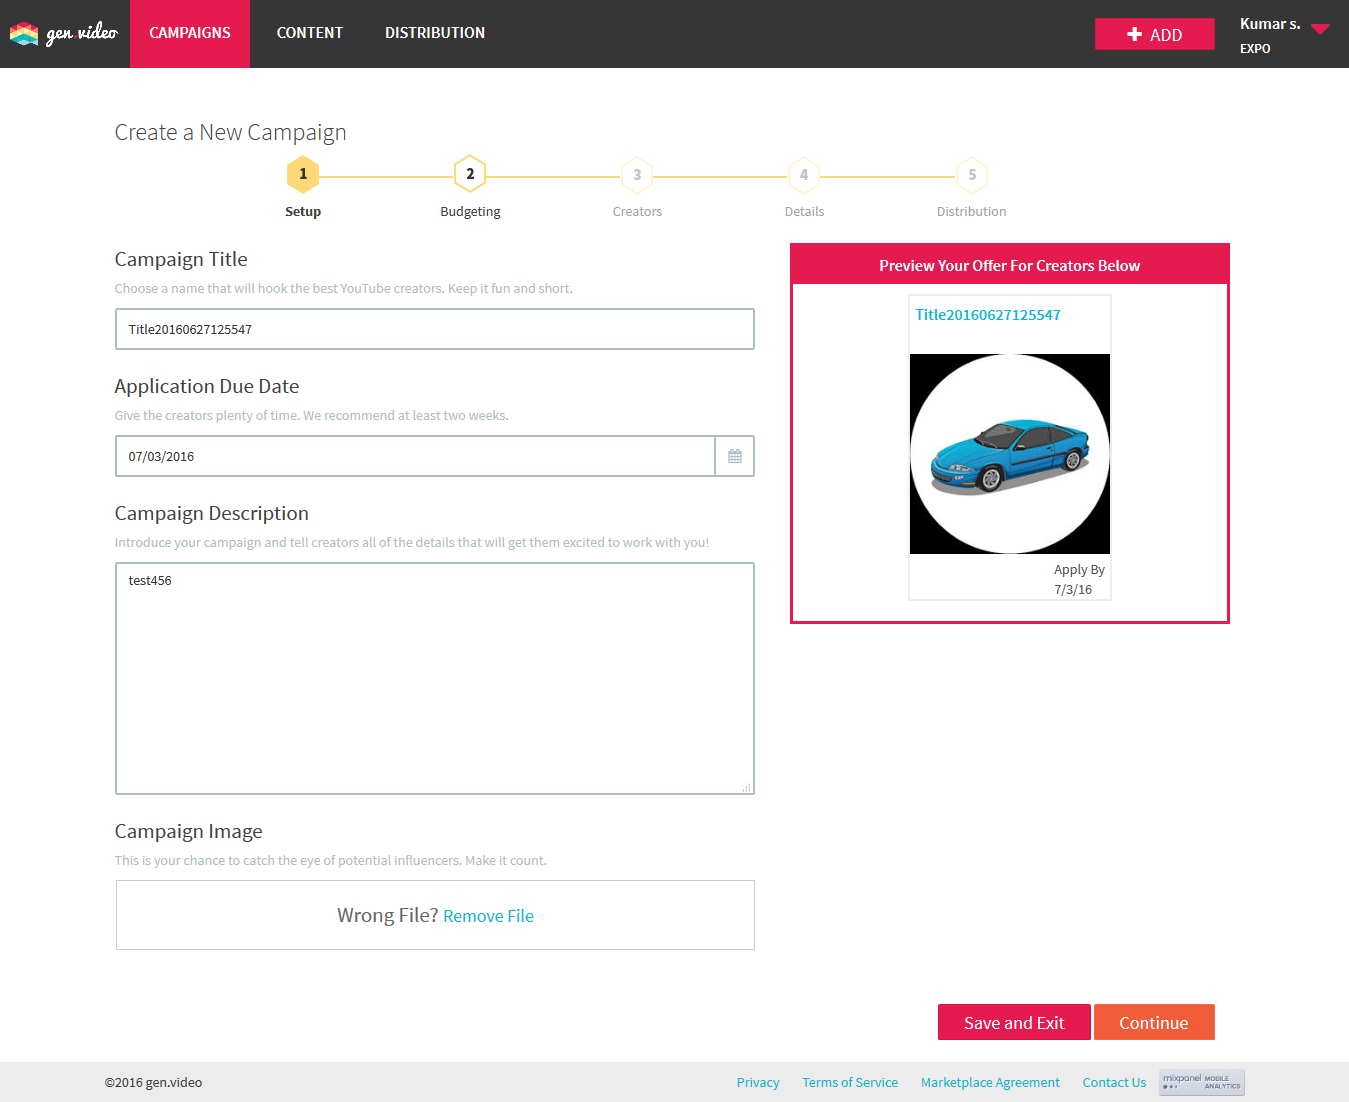 gen.video
CAMPAIGNS
CONTENT
DISTRIBUTION
ADD
Kumar s.
EXPO
Create a New Campaign
1
2
3
4
5
Setup
Budgeting
Creators
Details
Distribution
Campaign Title
Choose a name that will hook the best YouTube creators. Keep it fun and short.
Title20160627125547
Application Due Date
Give the creators plenty of time. We recommend at least two weeks.
07/03/2016
Campaign Description
Introduce your campaign and tell creators all of the details that will get them excited to work with you!
test456
Campaign Image
This is your chance to catch the eye of potential influencers. Make it count.
Wrong File? Remove File
Preview Your Offer For Creators Below
Title20160627125547
Apply By
7/3/16
Save and Exit
Continue
©2016 gen.video
Privacy
Terms of Service
Marketplace Agreement
Contact Us
mixpanel MOBILE
ANALYTICS